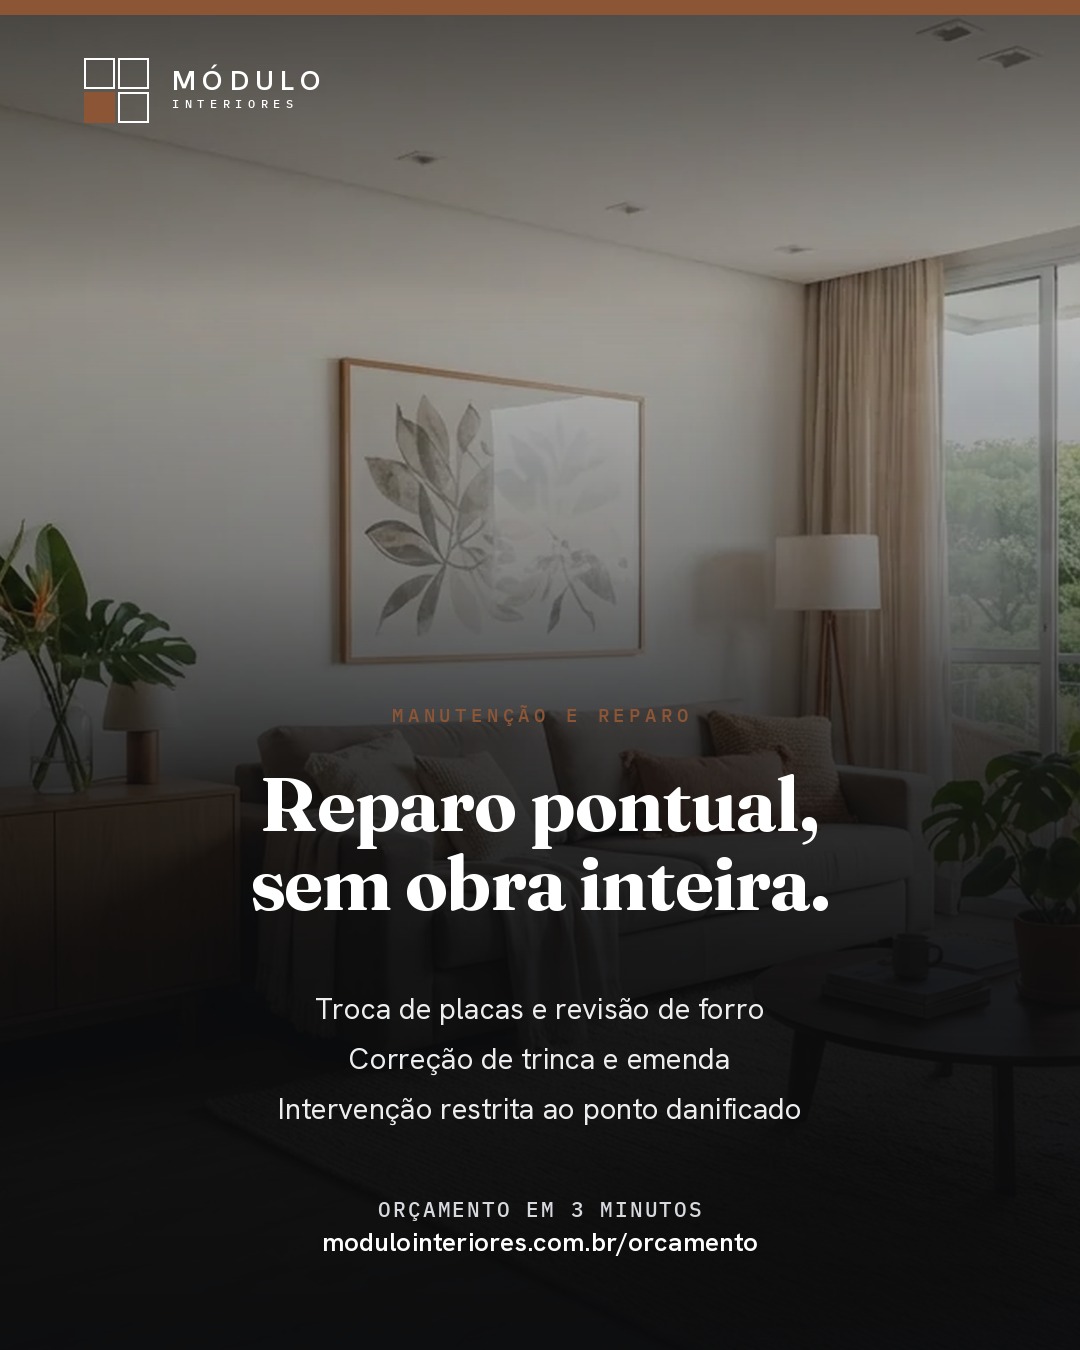 MÓDULO
INTERIORES
MANUTENÇÃO E REPARO
Reparo pontual,
sem obra inteira.
Troca de placas e revisão de forro
Correção de trinca e emenda
Intervenção restrita ao ponto danificado
ORÇAMENTO EM 3 MINUTOS
modulointeriores.com.br/orcamento